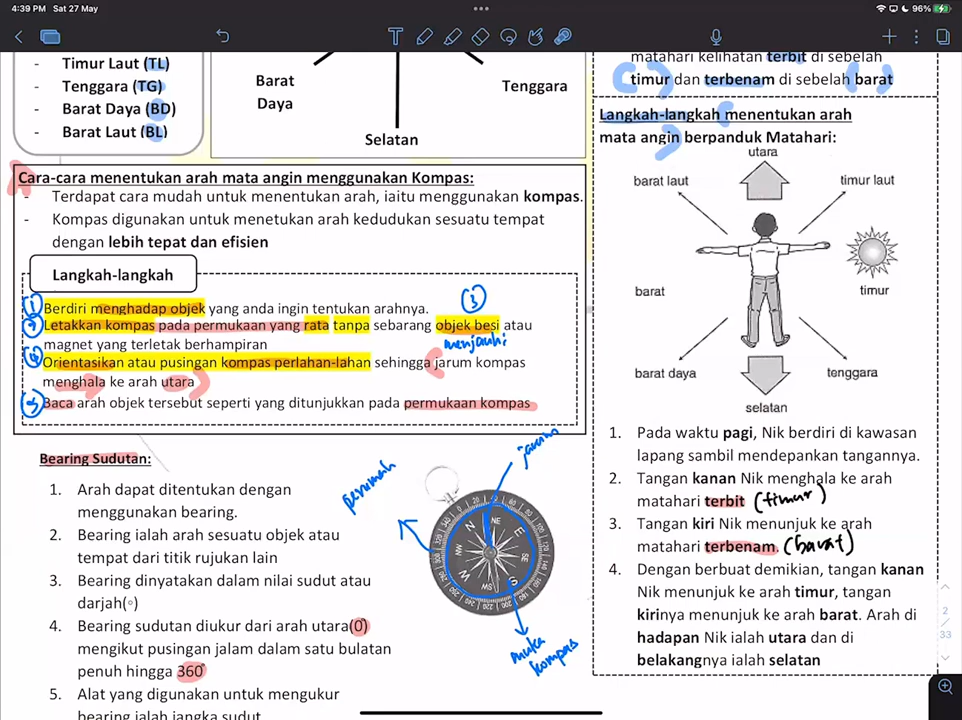 4:39 PM Sat 27 May
96%
- Timur Laut (TL)
- Tenggara (TG)
- Barat Daya (BD)
- Barat Laut (BL)
Barat
Daya
Tenggara
Selatan
Cara-cara menentukan arah mata angin menggunakan Kompas:
- Terdapat cara mudah untuk menentukan arah, iaitu menggunakan kompas.
- Kompas digunakan untuk menetukan arah kedudukan sesuatu tempat
dengan lebih tepat dan efisien
Langkah-langkah
1 Berdiri menghadap objek yang anda ingin tentukan arahnya.
3
2 Letakkan kompas pada permukaan yang rata tanpa sebarang objek besi atau
magnet yang terletak berhampiran
menjauhi
4 Orientasikan atau pusingan kompas perlahan-lahan sehingga jarum kompas
menghala ke arah utara
5 Baca arah objek tersebut seperti yang ditunjukkan pada permukaan kompas
Bearing Sudutan:
1. Arah dapat ditentukan dengan
menggunakan bearing.
2. Bearing ialah arah sesuatu objek atau
tempat dari titik rujukan lain
3. Bearing dinyatakan dalam nilai sudut atau
darjah(◦)
4. Bearing sudutan diukur dari arah utara(0)
mengikut pusingan jalam dalam satu bulatan
penuh hingga 360°
5. Alat yang digunakan untuk mengukur
bearing ialah jangka sudut
jarum
perumah
N
NE
E
SE
S
SW
W
NW
muka
kompas
matahari kelihatan terbit di sebelah
timur dan terbenam di sebelah barat
Langkah-langkah menentukan arah
mata angin berpanduk Matahari:
utara
barat laut
timur laut
barat
timur
barat daya
tenggara
selatan
1. Pada waktu pagi, Nik berdiri di kawasan
lapang sambil mendepankan tangannya.
2. Tangan kanan Nik menghala ke arah
matahari terbit (timur)
3. Tangan kiri Nik menunjuk ke arah
matahari terbenam. (barat)
4. Dengan berbuat demikian, tangan kanan
Nik menunjuk ke arah timur, tangan
kirinya menunjuk ke arah barat. Arah di
hadapan Nik ialah utara dan di
belakangnya ialah selatan
2
/
33